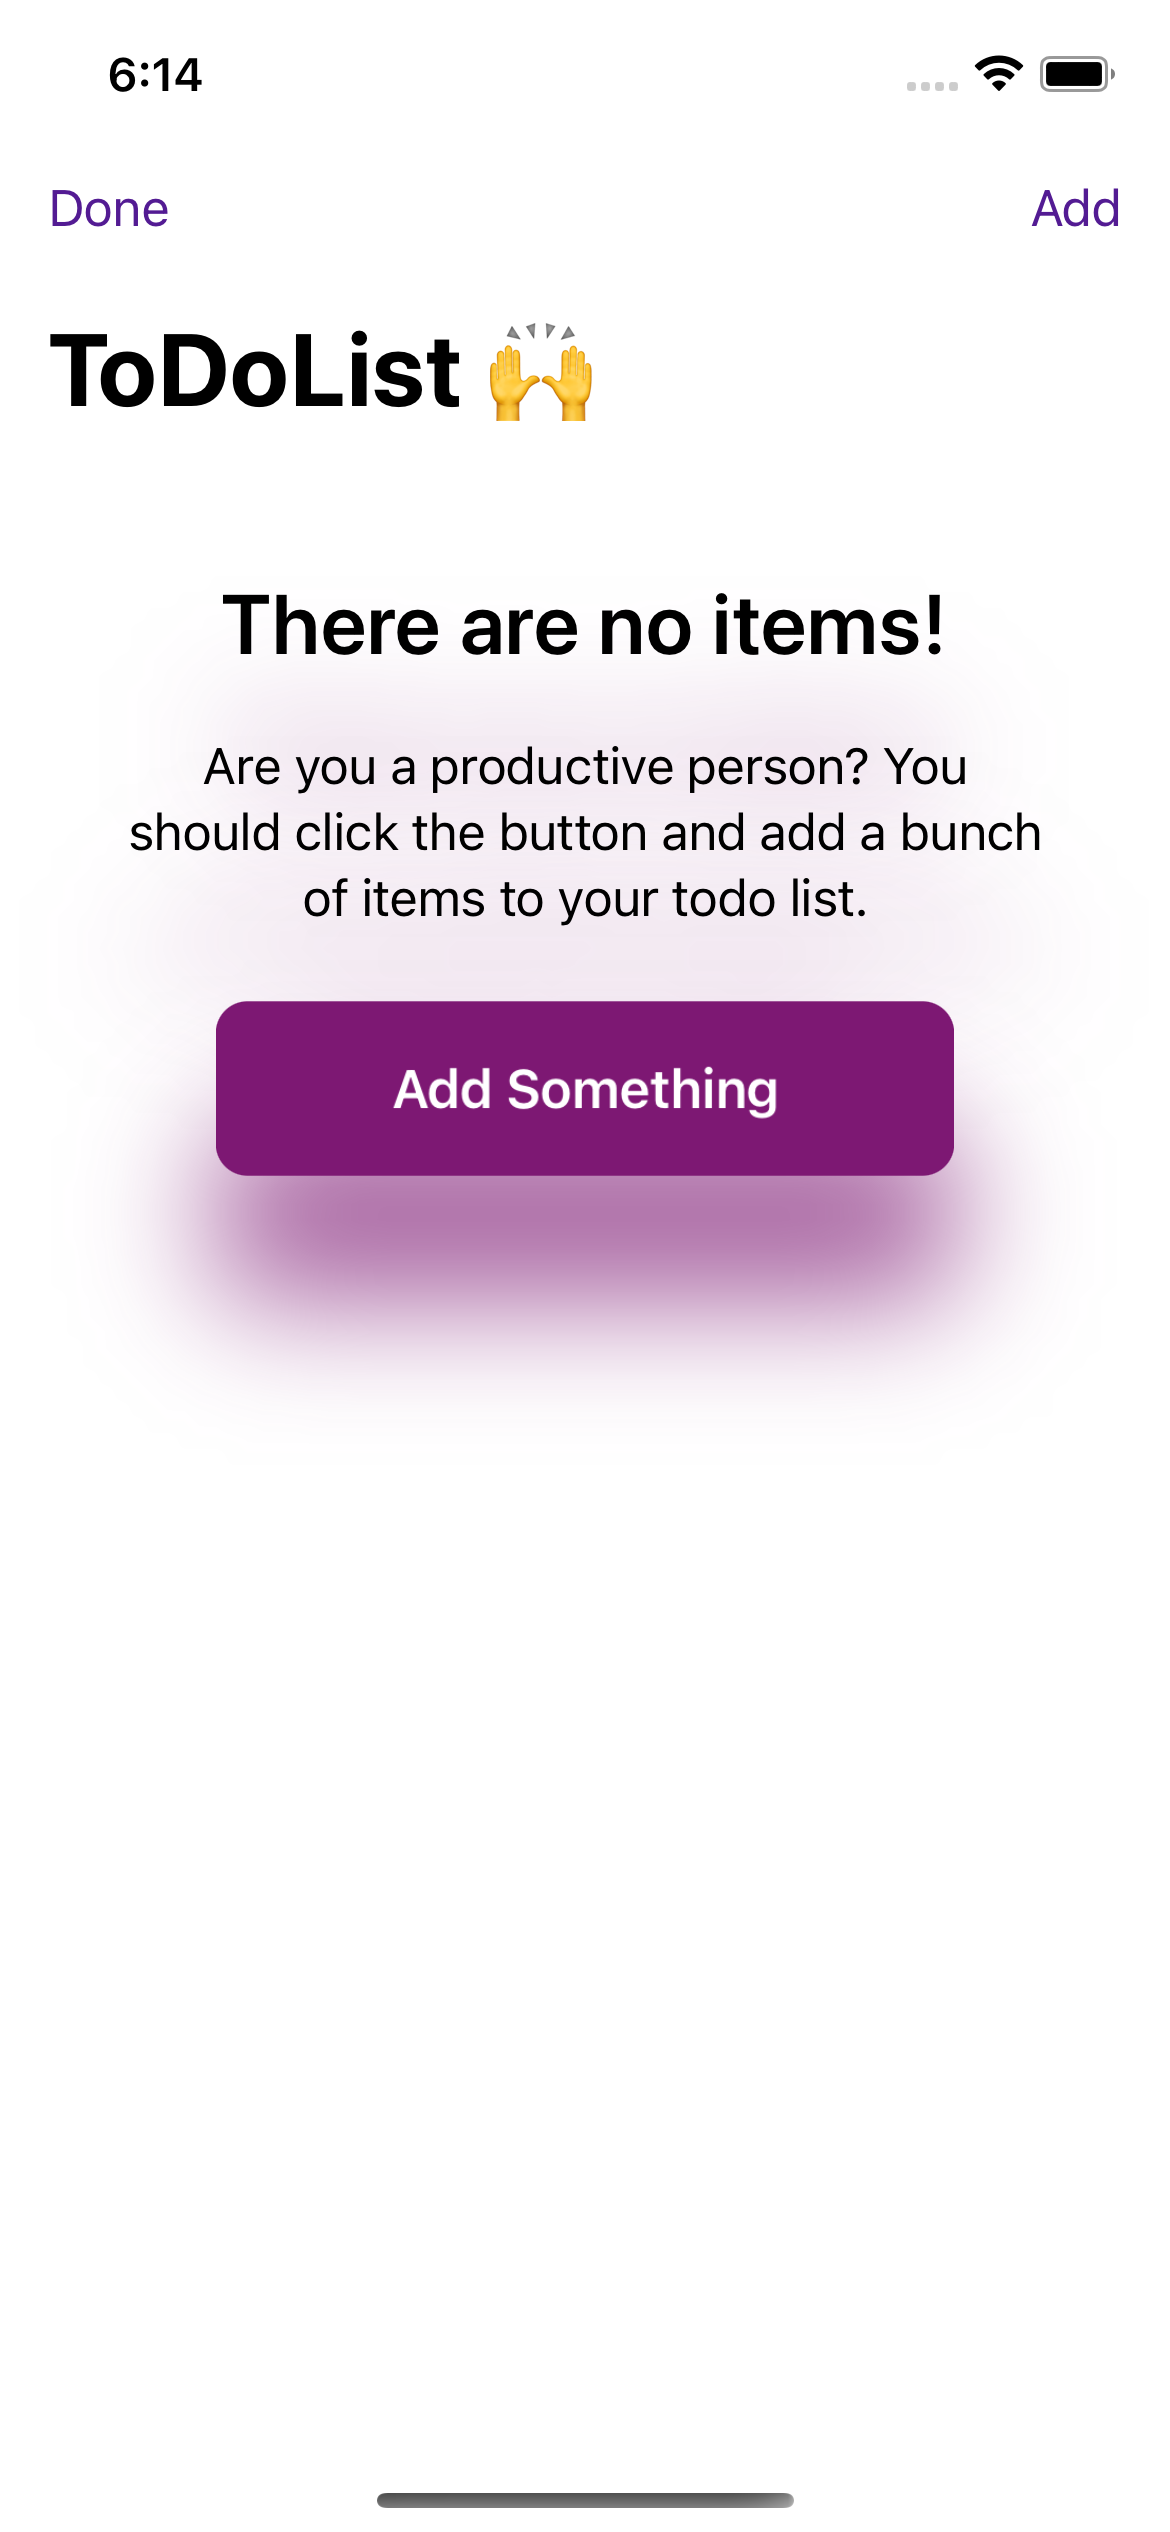 6:14
Done
Add
ToDoList 🙌
There are no items!
Are you a productive person? You
should click the button and add a bunch
of items to your todo list.
Add Something